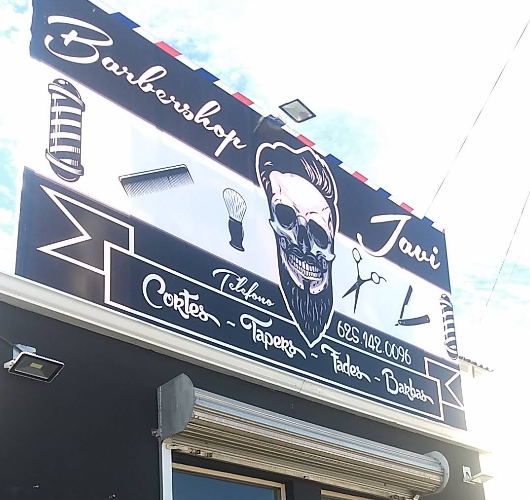 Barbershop Javi
Telefono 625.142.0096
Cortes - Tapers - Fades - Barbas